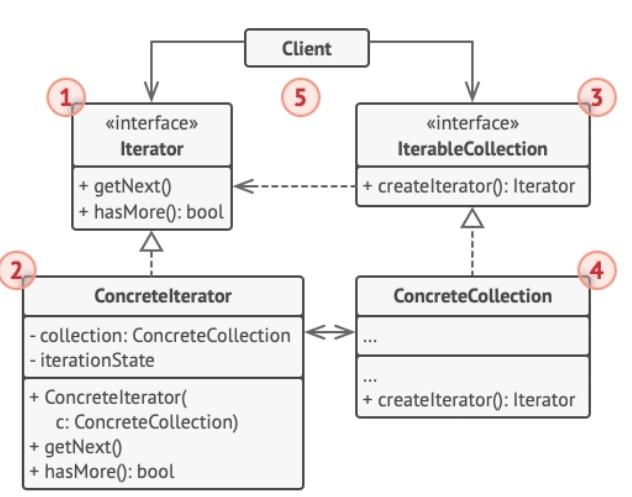 Client
1
5
3
«interface»
Iterator
+ getNext()
+ hasMore(): bool
«interface»
IterableCollection
+ createIterator(): Iterator
2
ConcreteIterator
- collection: ConcreteCollection
- iterationState
+ ConcreteIterator(
c: ConcreteCollection)
+ getNext()
+ hasMore(): bool
4
ConcreteCollection
...
...
+ createIterator(): Iterator